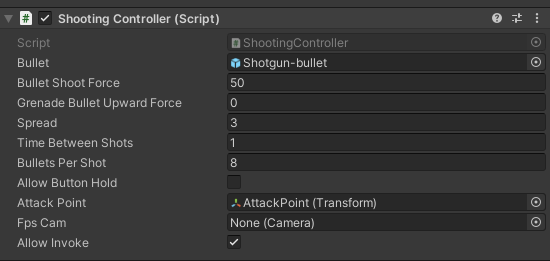 Shooting Controller (Script)
Script ShootingController
Bullet Shotgun-bullet
Bullet Shoot Force 50
Grenade Bullet Upward Force 0
Spread 3
Time Between Shots 1
Bullets Per Shot 8
Allow Button Hold
Attack Point AttackPoint (Transform)
Fps Cam None (Camera)
Allow Invoke